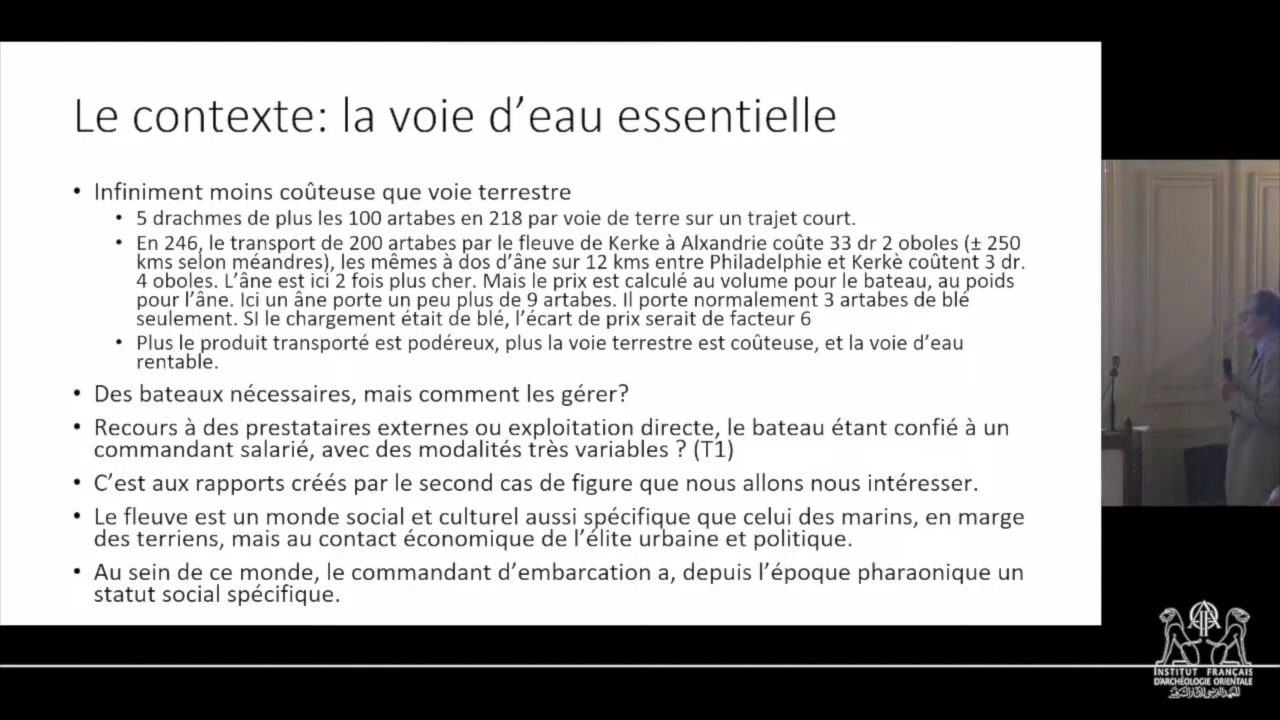 Le contexte: la voie d’eau essentielle
• Infiniment moins coûteuse que voie terrestre
• 5 drachmes de plus les 100 artabes en 218 par voie de terre sur un trajet court.
• En 246, le transport de 200 artabes par le fleuve de Kerke à Alxandrie coûte 33 dr 2 oboles (± 250
kms selon méandres), les mêmes à dos d’âne sur 12 kms entre Philadelphie et Kerkè coûtent 3 dr.
4 oboles. L’âne est ici 2 fois plus cher. Mais le prix est calculé au volume pour le bateau, au poids
pour l’âne. Ici un âne porte un peu plus de 9 artabes. Il porte normalement 3 artabes de blé
seulement. SI le chargement était de blé, l’écart de prix serait de facteur 6
• Plus le produit transporté est podéreux, plus la voie terrestre est coûteuse, et la voie d’eau
rentable.
• Des bateaux nécessaires, mais comment les gérer?
• Recours à des prestataires externes ou exploitation directe, le bateau étant confié à un
commandant salarié, avec des modalités très variables ? (T1)
• C’est aux rapports créés par le second cas de figure que nous allons nous intéresser.
• Le fleuve est un monde social et culturel aussi spécifique que celui des marins, en marge
des terriens, mais au contact économique de l’élite urbaine et politique.
• Au sein de ce monde, le commandant d’embarcation a, depuis l’époque pharaonique un
statut social spécifique.
INSTITUT FRANÇAIS
D’ARCHÉOLOGIE ORIENTALE